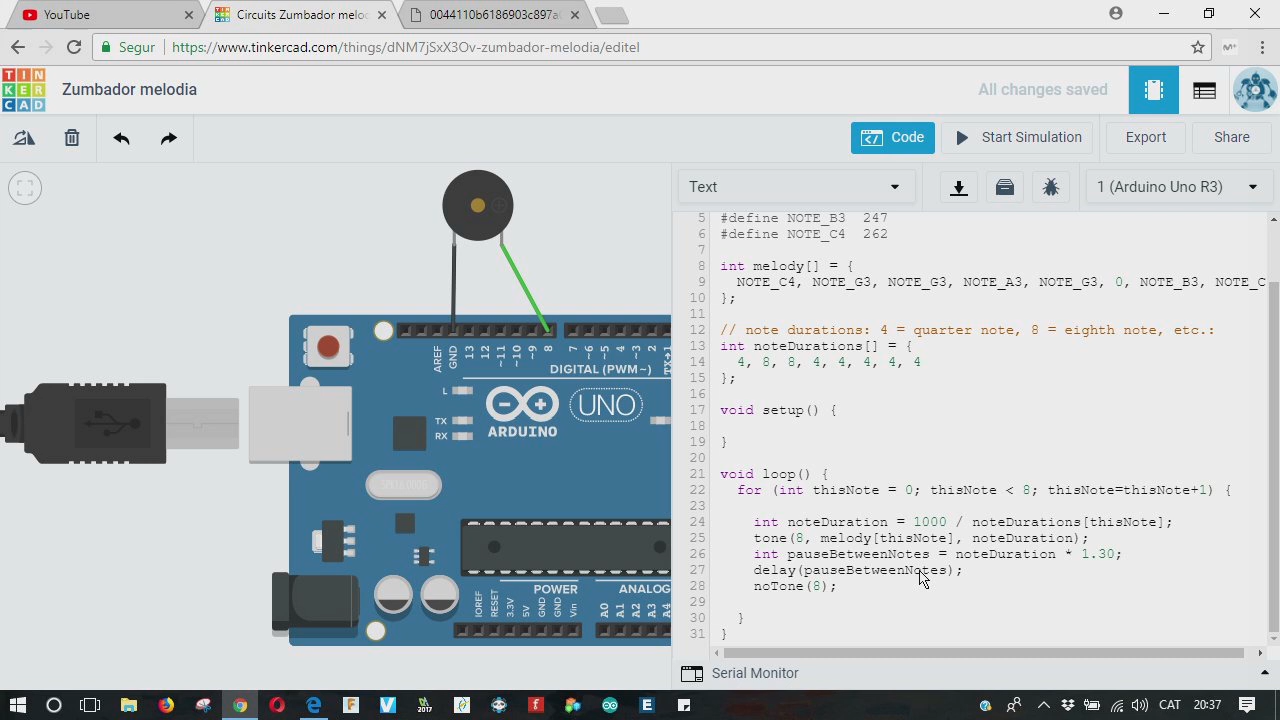 YouTube
Circuits Zumbador meloc
0044110b6186903c897a
Segur
https://www.tinkercad.com/things/dNM7jSxX3Ov-zumbador-melodia/editel
TIN
KER
CAD
Zumbador melodia
All changes saved
Code
Start Simulation
Export
Share
Text
1 (Arduino Uno R3)
5 #define NOTE_B3  247
6 #define NOTE_C4  262
7
8 int melody[] = {
9   NOTE_C4, NOTE_G3, NOTE_G3, NOTE_A3, NOTE_G3, 0, NOTE_B3, NOTE_C
10 };
11
12 // note durations: 4 = quarter note, 8 = eighth note, etc.:
13 int noteDurations[] = {
14   4, 8, 8, 4, 4, 4, 4, 4
15 };
16
17 void setup() {
18
19 }
20
21 void loop() {
22   for (int thisNote = 0; thisNote < 8; thisNote=thisNote+1) {
23
24     int noteDuration = 1000 / noteDurations[thisNote];
25     tone(8, melody[thisNote], noteDuration);
26     int pauseBetweenNotes = noteDuration * 1.30;
27     delay(pauseBetweenNotes);
28     noTone(8);
29
30   }
31 }
Serial Monitor
AREF
GND
13
12
~11
~10
~9
8
7
~6
~5
4
~3
2
TX→1
DIGITAL (PWM~)
L
TX
RX
ARDUINO
UNO
POWER
ANALOG
IOREF
RESET
3.3V
5V
GND
GND
Vin
A0
A1
A2
A3
A4
2017
CAT
20:37